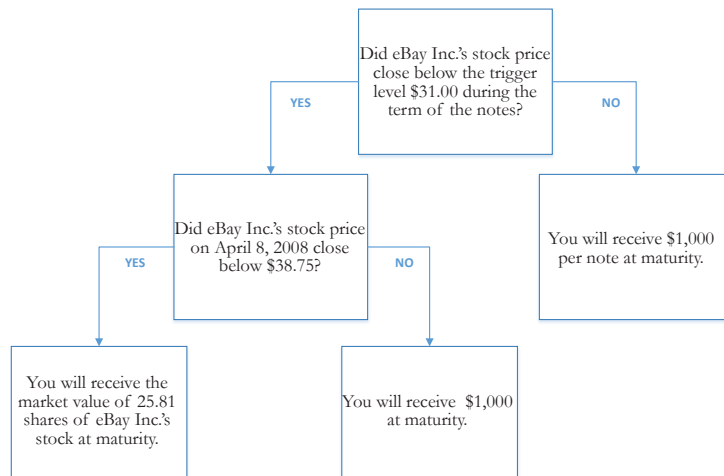 Did eBay Inc.'s stock price
close below the trigger
level $31.00 during the
term of the notes?
YES
NO
Did eBay Inc.'s stock price
on April 8, 2008 close
below $38.75?
You will receive $1,000
per note at maturity.
YES
NO
You will receive the
market value of 25.81
shares of eBay Inc.'s
stock at maturity.
You will receive $1,000
at maturity.